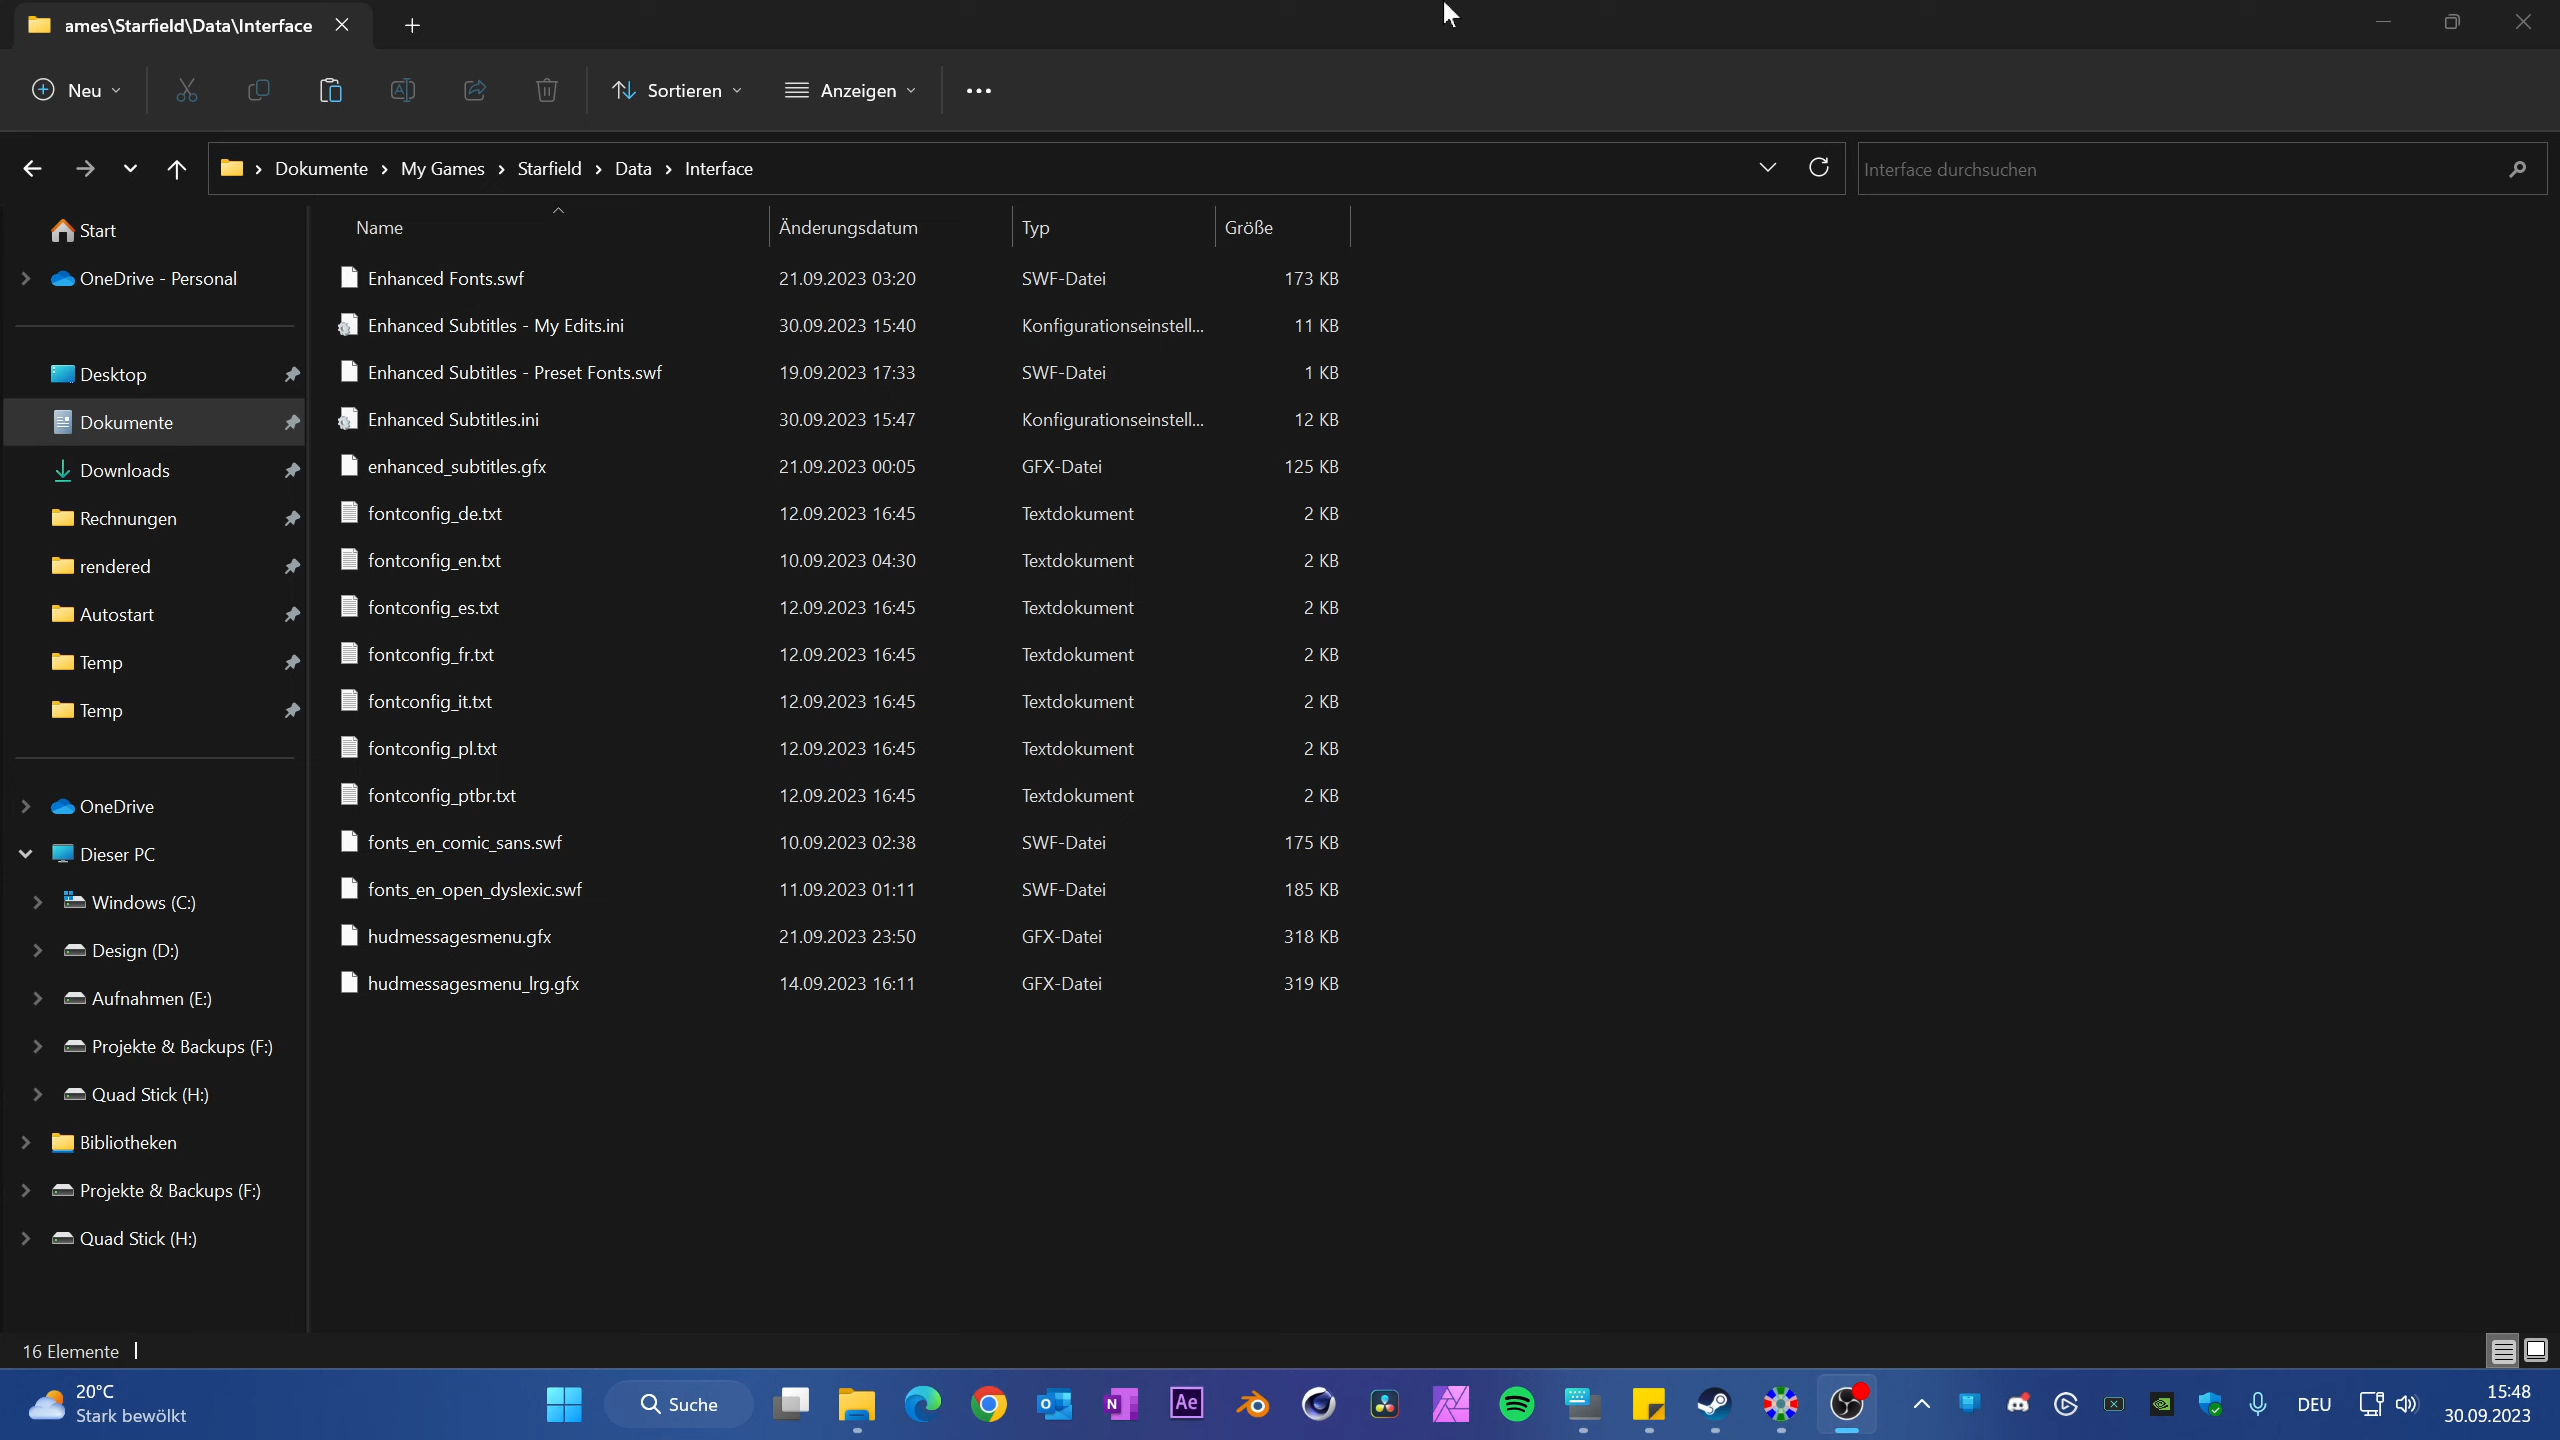 ames\Starfield\Data\Interface
Neu
Sortieren
Anzeigen
Dokumente
My Games
Starfield
Data
Interface
Interface durchsuchen
Start
OneDrive - Personal
Desktop
Dokumente
Downloads
Rechnungen
rendered
Autostart
Temp
Temp
OneDrive
Dieser PC
Windows (C:)
Design (D:)
Aufnahmen (E:)
Projekte & Backups (F:)
Quad Stick (H:)
Bibliotheken
Projekte & Backups (F:)
Quad Stick (H:)
Name Änderungsdatum Typ Größe
Enhanced Fonts.swf 21.09.2023 03:20 SWF-Datei 173 KB
Enhanced Subtitles - My Edits.ini 30.09.2023 15:40 Konfigurationseinstell... 11 KB
Enhanced Subtitles - Preset Fonts.swf 19.09.2023 17:33 SWF-Datei 1 KB
Enhanced Subtitles.ini 30.09.2023 15:47 Konfigurationseinstell... 12 KB
enhanced_subtitles.gfx 21.09.2023 00:05 GFX-Datei 125 KB
fontconfig_de.txt 12.09.2023 16:45 Textdokument 2 KB
fontconfig_en.txt 10.09.2023 04:30 Textdokument 2 KB
fontconfig_es.txt 12.09.2023 16:45 Textdokument 2 KB
fontconfig_fr.txt 12.09.2023 16:45 Textdokument 2 KB
fontconfig_it.txt 12.09.2023 16:45 Textdokument 2 KB
fontconfig_pl.txt 12.09.2023 16:45 Textdokument 2 KB
fontconfig_ptbr.txt 12.09.2023 16:45 Textdokument 2 KB
fonts_en_comic_sans.swf 10.09.2023 02:38 SWF-Datei 175 KB
fonts_en_open_dyslexic.swf 11.09.2023 01:11 SWF-Datei 185 KB
hudmessagesmenu.gfx 21.09.2023 23:50 GFX-Datei 318 KB
hudmessagesmenu_lrg.gfx 14.09.2023 16:11 GFX-Datei 319 KB
16 Elemente
20°C
Stark bewölkt
Suche
Ae
DEU
15:48
30.09.2023